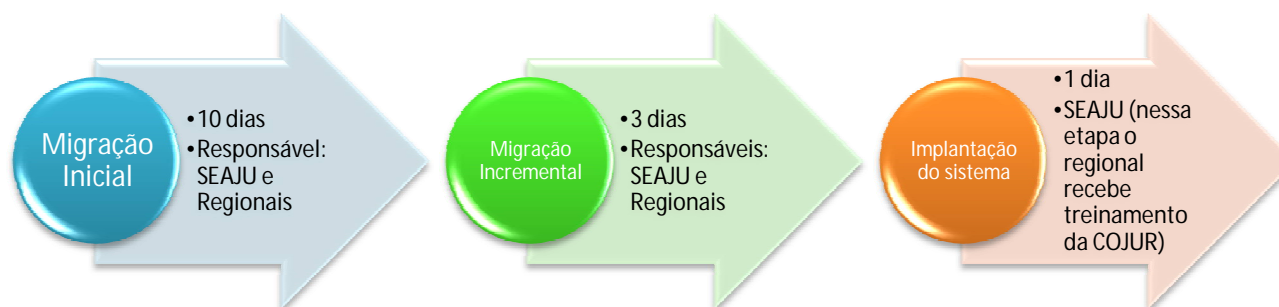 Migração
Inicial
•10 dias
•Responsável:
SEAJU e
Regionais
Migração
Incremental
•3 dias
•Responsáveis:
SEAJU e
Regionais
Implantação
do sistema
•1 dia
•SEAJU (nessa
etapa o
regional
recebe
treinamento
da COJUR)